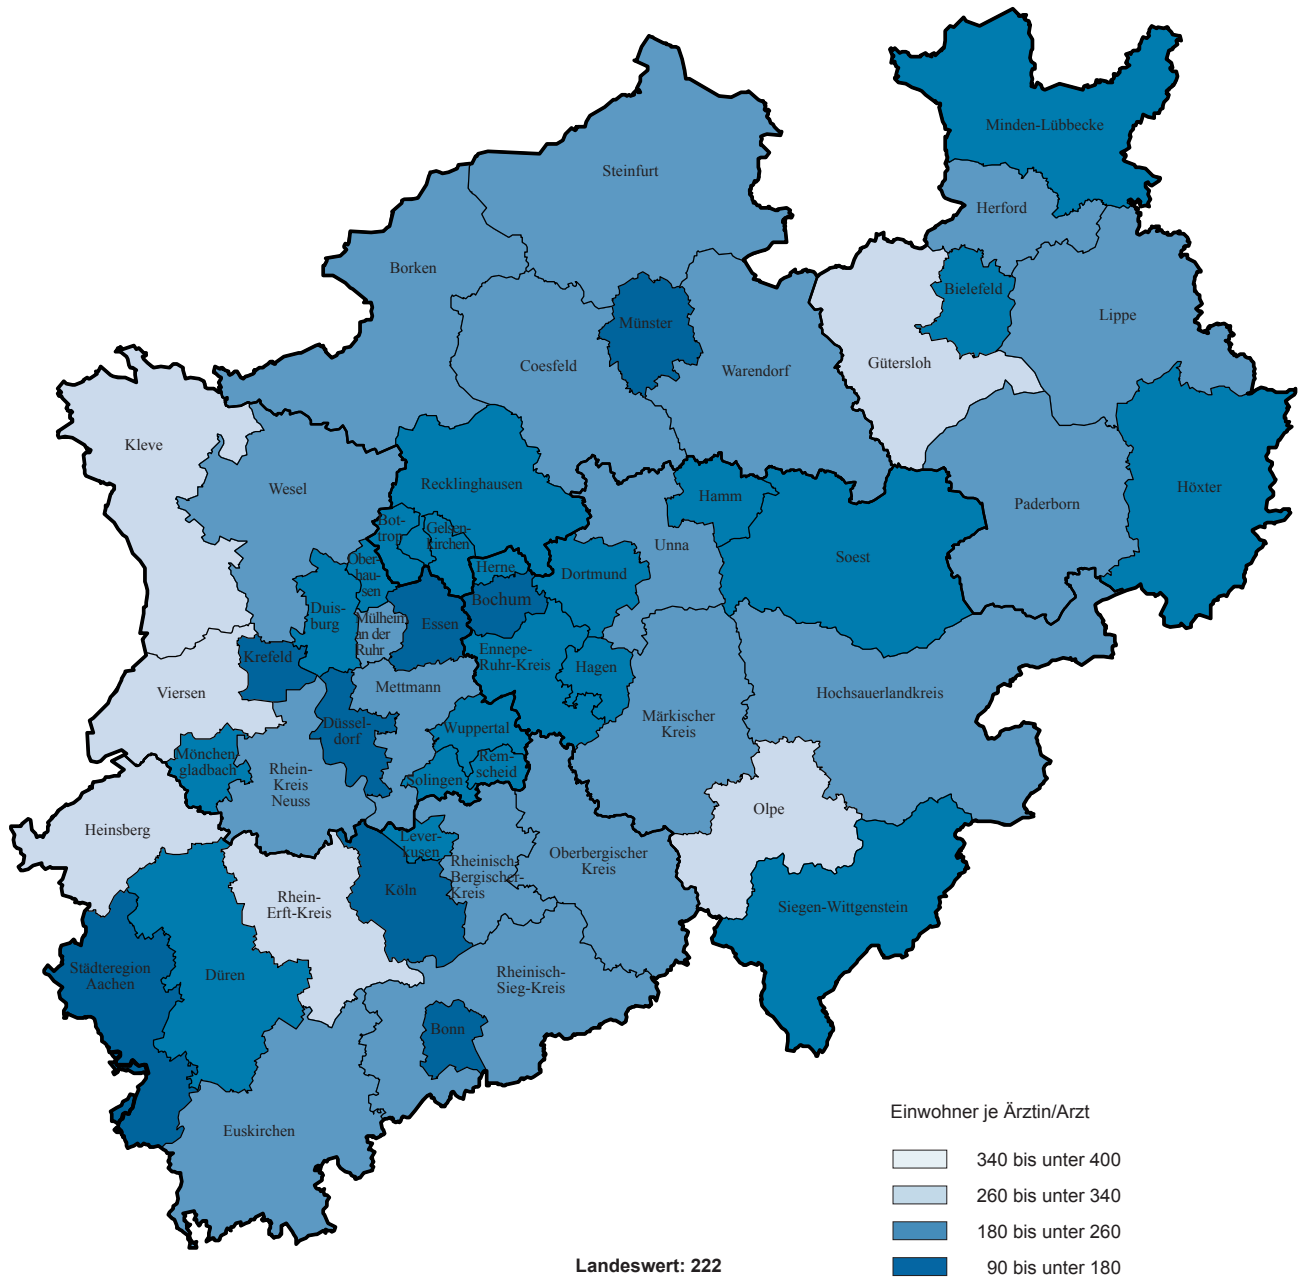 Minden-Lübbecke
Steinfurt
Herford
Borken
Bielefeld
Lippe
Münster
Gütersloh
Coesfeld
Warendorf
Kleve
Recklinghausen
Wesel
Hamm
Höxter
Paderborn
Bot-
trop
Gelsen-
kirchen
Unna
Soest
Ober-
hau-
sen
Herne
Dortmund
Bochum
Duis-
burg
Mülheim
an der
Ruhr
Essen
Ennepe-
Ruhr-Kreis
Hagen
Krefeld
Viersen
Mettmann
Hochsauerlandkreis
Düssel-
dorf
Märkischer
Kreis
Wuppertal
Mönchen
gladbach
Rhein-
Kreis
Neuss
Rem-
scheid
Solingen
Olpe
Heinsberg
Lever-
kusen
Rheinisch-
Bergischer-
Kreis
Oberbergischer
Kreis
Rhein-
Erft-Kreis
Köln
Siegen-Wittgenstein
Städteregion
Aachen
Düren
Rheinisch-
Sieg-Kreis
Bonn
Euskirchen
Einwohner je Ärztin/Arzt
340 bis unter 400
260 bis unter 340
180 bis unter 260
90 bis unter 180
Landeswert: 222